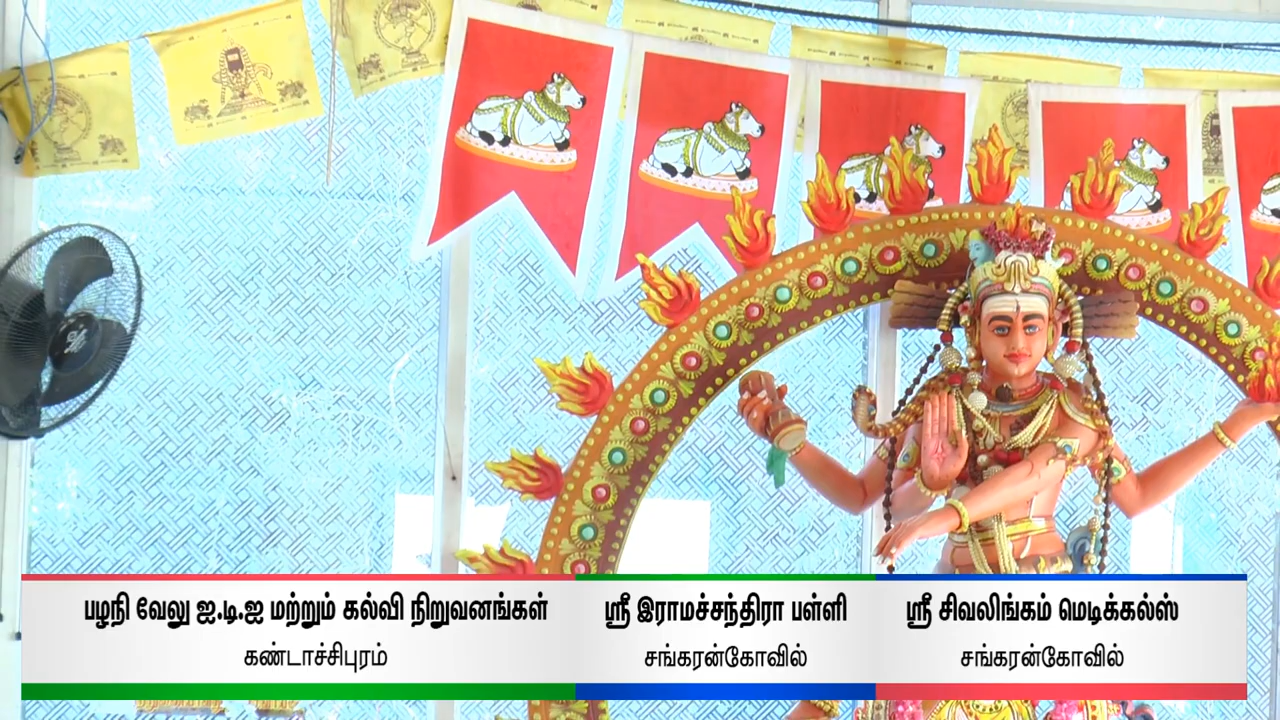 பழநி வேலு ஐ.டி.ஐ மற்றும் கல்வி நிறுவனங்கள்
கண்டாச்சிபுரம்
ஸ்ரீ இராமச்சந்திரா பள்ளி
சங்கரன்கோவில்
ஸ்ரீ சிவலிங்கம் மெடிக்கல்ஸ்
சங்கரன்கோவில்